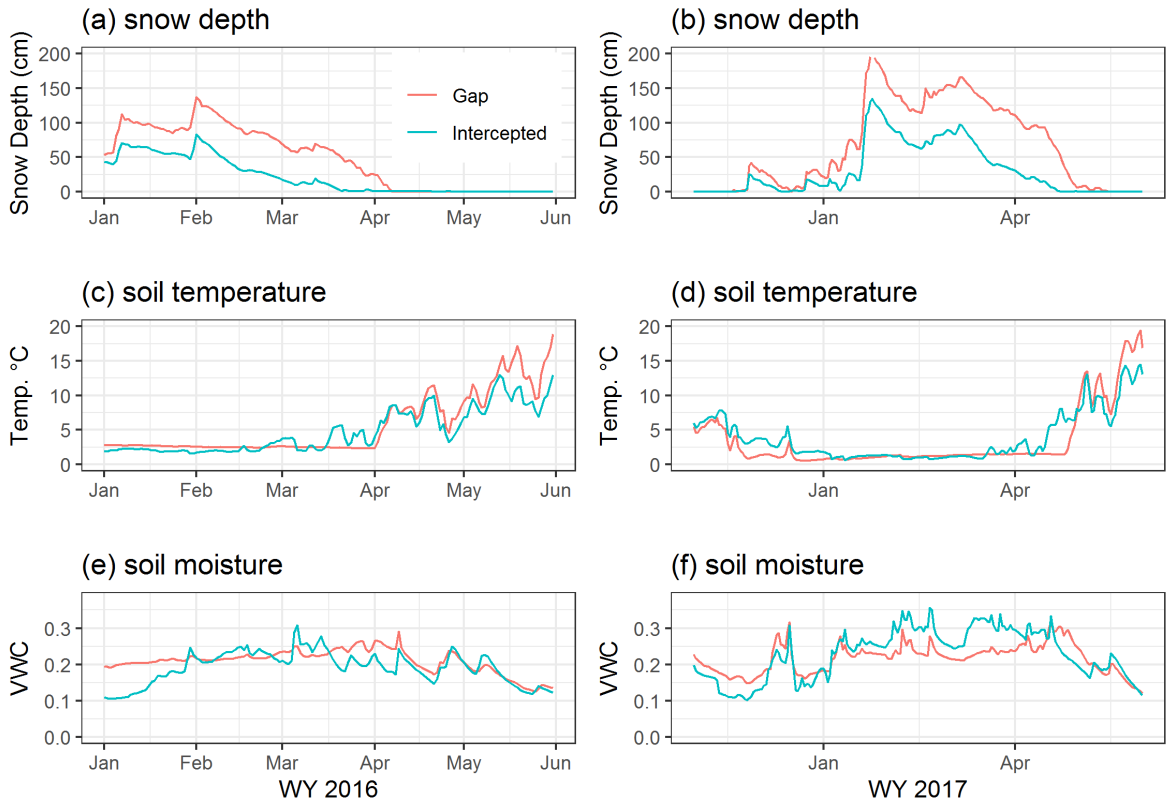 (a) snow depth
Snow Depth (cm)
200
150
100
50
0
Gap
Intercepted
Jan Feb Mar Apr May Jun
(b) snow depth
Snow Depth (cm)
200
150
100
50
0
Jan Apr
(c) soil temperature
Temp. °C
20
15
10
5
0
Jan Feb Mar Apr May Jun
(d) soil temperature
Temp. °C
20
15
10
5
0
Jan Apr
(e) soil moisture
VWC
0.3
0.2
0.1
0.0
Jan Feb Mar Apr May Jun
WY 2016
(f) soil moisture
VWC
0.3
0.2
0.1
0.0
Jan Apr
WY 2017